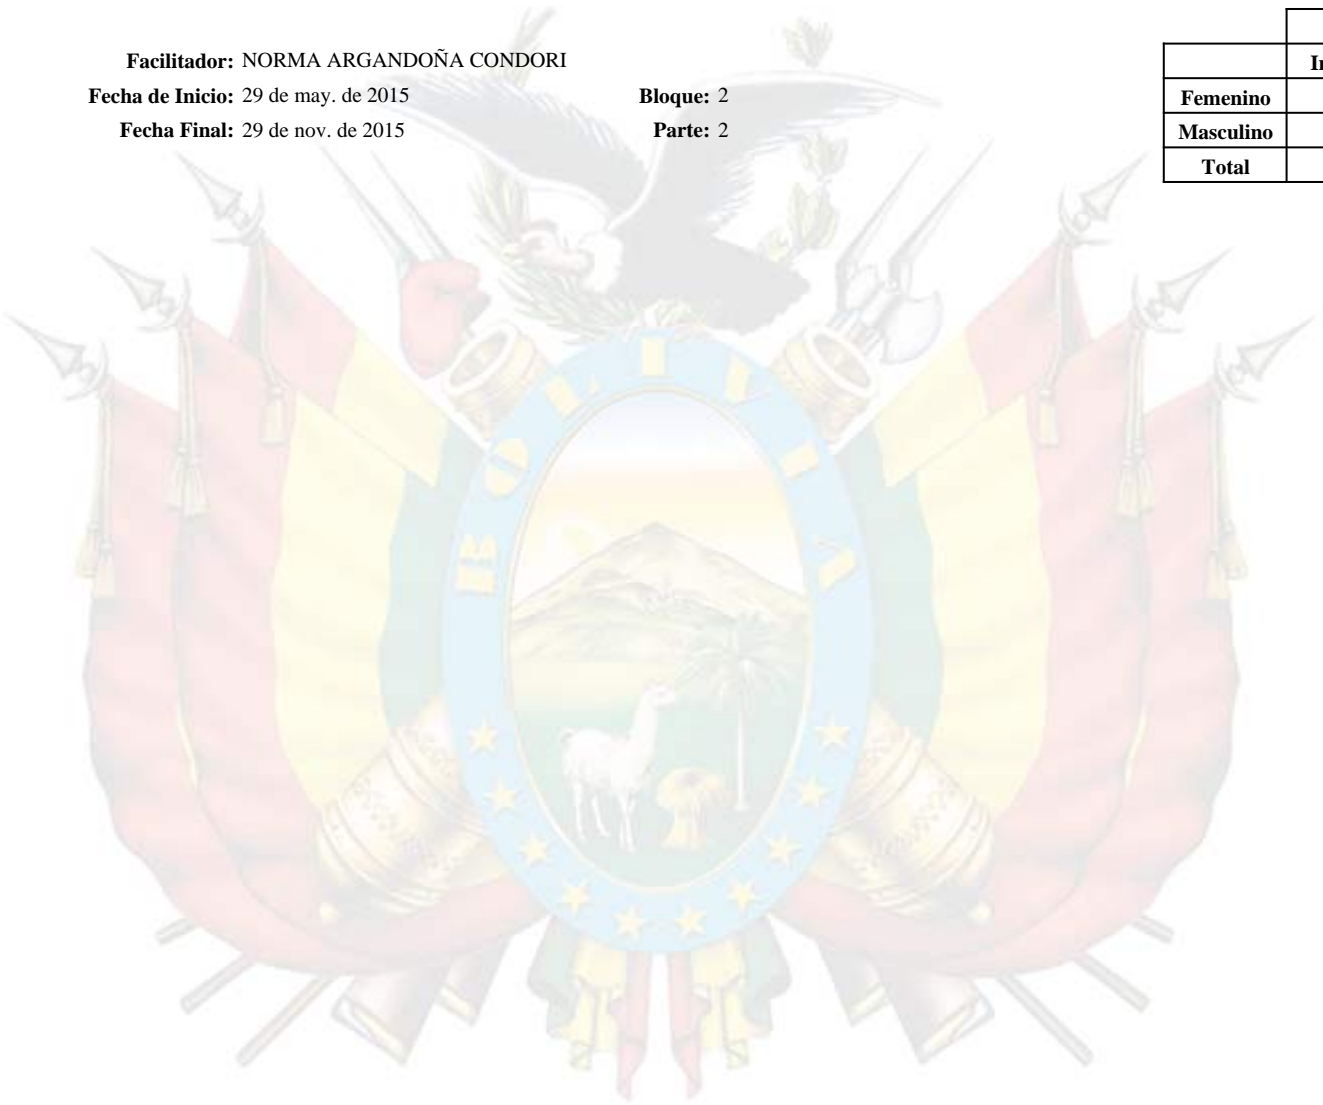 Facilitador: NORMA ARGANDOÑA CONDORI
Fecha de Inicio: 29 de may. de 2015 Bloque: 2
Fecha Final: 29 de nov. de 2015 Parte: 2
Femenino
Masculino
Total
BOLIVIA